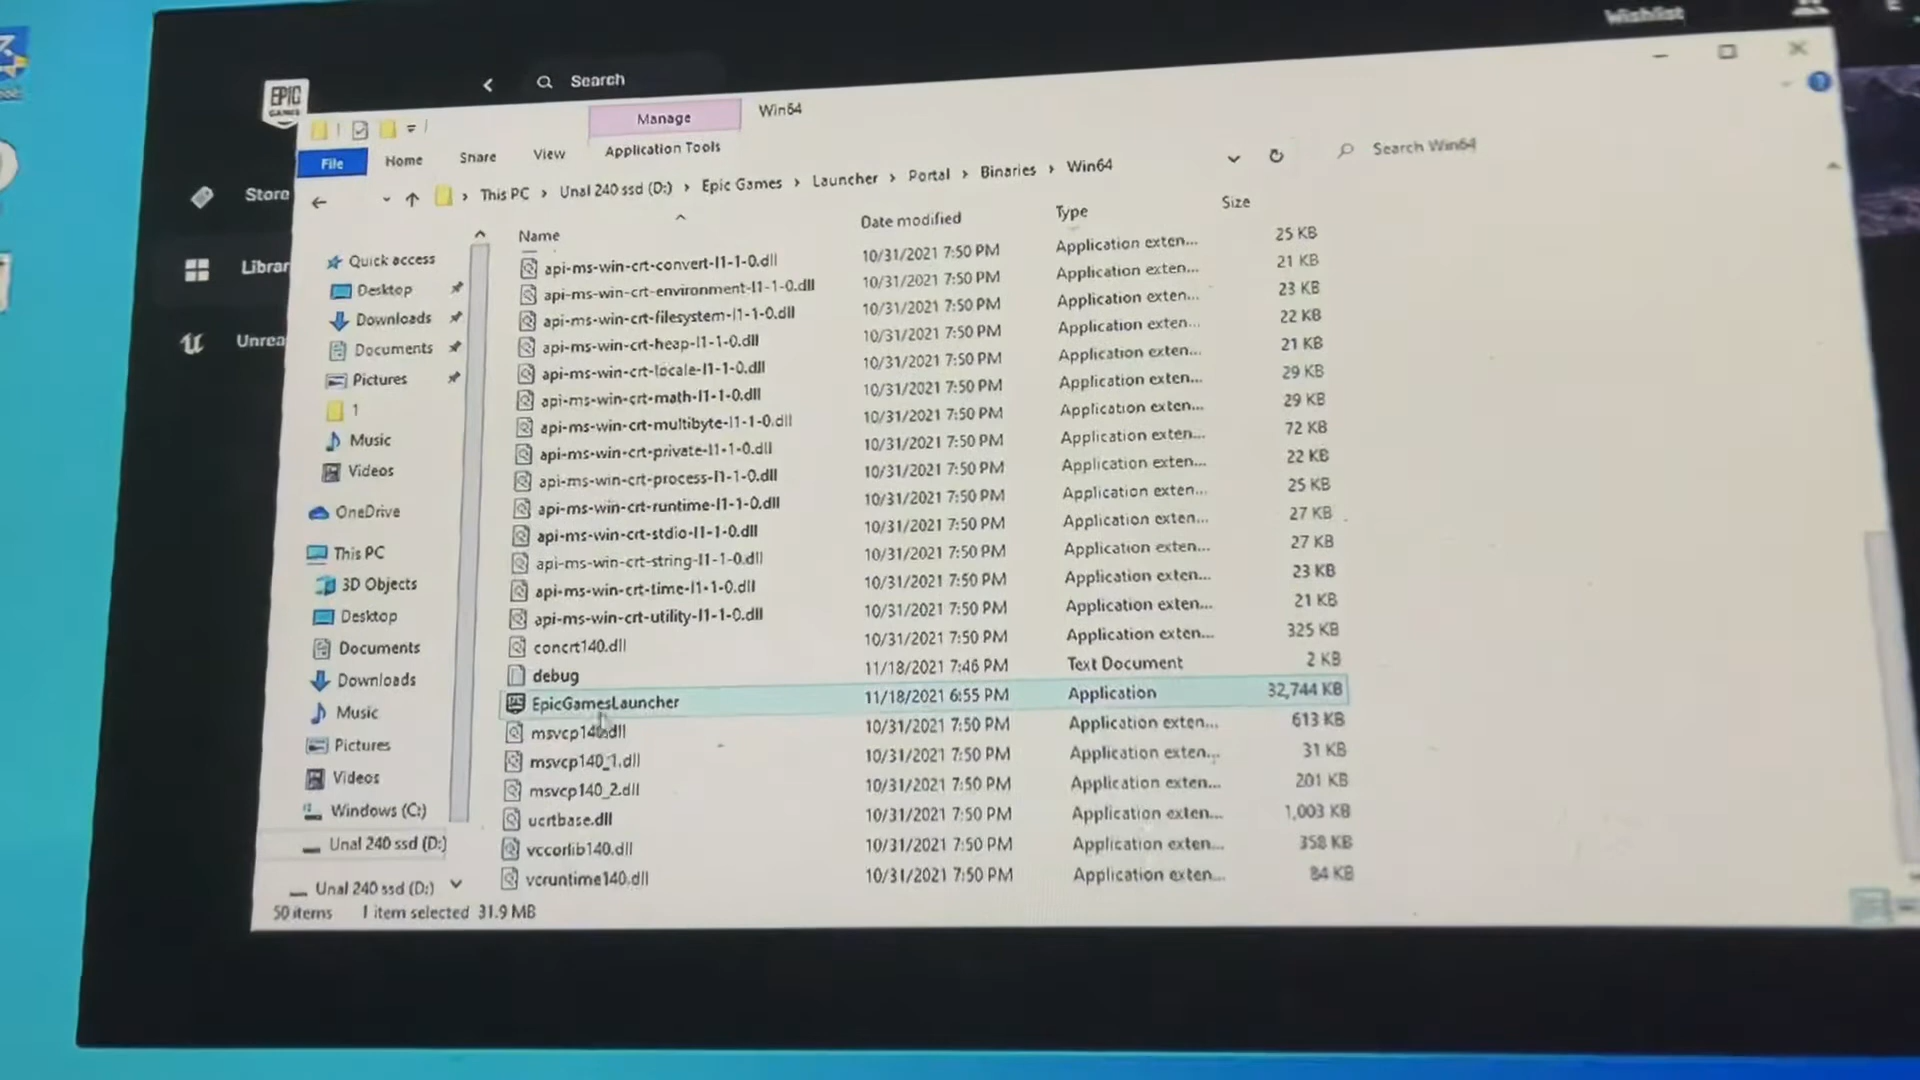 Wishlist
EPIC
GAMES
Search
Manage
Win64
File
Home
Share
View
Application Tools
This PC > Unal 240 ssd (D:) > Epic Games > Launcher > Portal > Binaries > Win64
Search Win64
Store
Unrea
Quick access
Desktop
Downloads
Documents
Pictures
1
Music
Videos
OneDrive
This PC
3D Objects
Desktop
Documents
Downloads
Music
Pictures
Videos
Windows (C:)
Unal 240 ssd (D:)
Unal 240 ssd (D:)
Name Date modified Type Size
api-ms-win-crt-convert-l1-1-0.dll 10/31/2021 7:50 PM Application exten... 25 KB
api-ms-win-crt-environment-l1-1-0.dll 10/31/2021 7:50 PM Application exten... 21 KB
api-ms-win-crt-filesystem-l1-1-0.dll 10/31/2021 7:50 PM Application exten... 23 KB
api-ms-win-crt-heap-l1-1-0.dll 10/31/2021 7:50 PM Application exten... 22 KB
api-ms-win-crt-locale-l1-1-0.dll 10/31/2021 7:50 PM Application exten... 21 KB
api-ms-win-crt-math-l1-1-0.dll 10/31/2021 7:50 PM Application exten... 29 KB
api-ms-win-crt-multibyte-l1-1-0.dll 10/31/2021 7:50 PM Application exten... 29 KB
api-ms-win-crt-private-l1-1-0.dll 10/31/2021 7:50 PM Application exten... 72 KB
api-ms-win-crt-process-l1-1-0.dll 10/31/2021 7:50 PM Application exten... 22 KB
api-ms-win-crt-runtime-l1-1-0.dll 10/31/2021 7:50 PM Application exten... 25 KB
api-ms-win-crt-stdio-l1-1-0.dll 10/31/2021 7:50 PM Application exten... 27 KB
api-ms-win-crt-string-l1-1-0.dll 10/31/2021 7:50 PM Application exten... 27 KB
api-ms-win-crt-time-l1-1-0.dll 10/31/2021 7:50 PM Application exten... 23 KB
api-ms-win-crt-utility-l1-1-0.dll 10/31/2021 7:50 PM Application exten... 21 KB
concrt140.dll 10/31/2021 7:50 PM Application exten... 325 KB
debug 11/18/2021 7:46 PM Text Document 2 KB
EpicGamesLauncher 11/18/2021 6:55 PM Application 32,744 KB
msvcp140.dll 10/31/2021 7:50 PM Application exten... 613 KB
msvcp140_1.dll 10/31/2021 7:50 PM Application exten... 31 KB
msvcp140_2.dll 10/31/2021 7:50 PM Application exten... 201 KB
ucrtbase.dll 10/31/2021 7:50 PM Application exten... 1,003 KB
vccorlib140.dll 10/31/2021 7:50 PM Application exten... 358 KB
vcruntime140.dll 10/31/2021 7:50 PM Application exten... 84 KB
50 items 1 item selected 31.9 MB